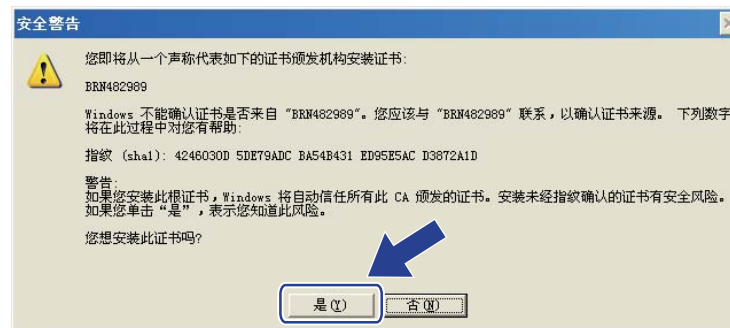 安全警告
您即将从一个声称代表如下的证书颁发机构安装证书:
BRN482989
Windows 不能确认证书是否来自 “BRN482989”。您应该与 “BRN482989” 联系，以确认证书来源。 下列数字
将在此过程中对您有帮助:
指纹 (sha1): 4246030D 5DE79ADC BA54B431 ED95E5AC D3872A1D
警告:
如果您安装此根证书，Windows 将自动信任所有此 CA 颁发的证书。安装未经指纹确认的证书有安全风险。
如果您单击“是”，表示您知道此风险。
您想安装此证书吗?
是(Y) 否(N)